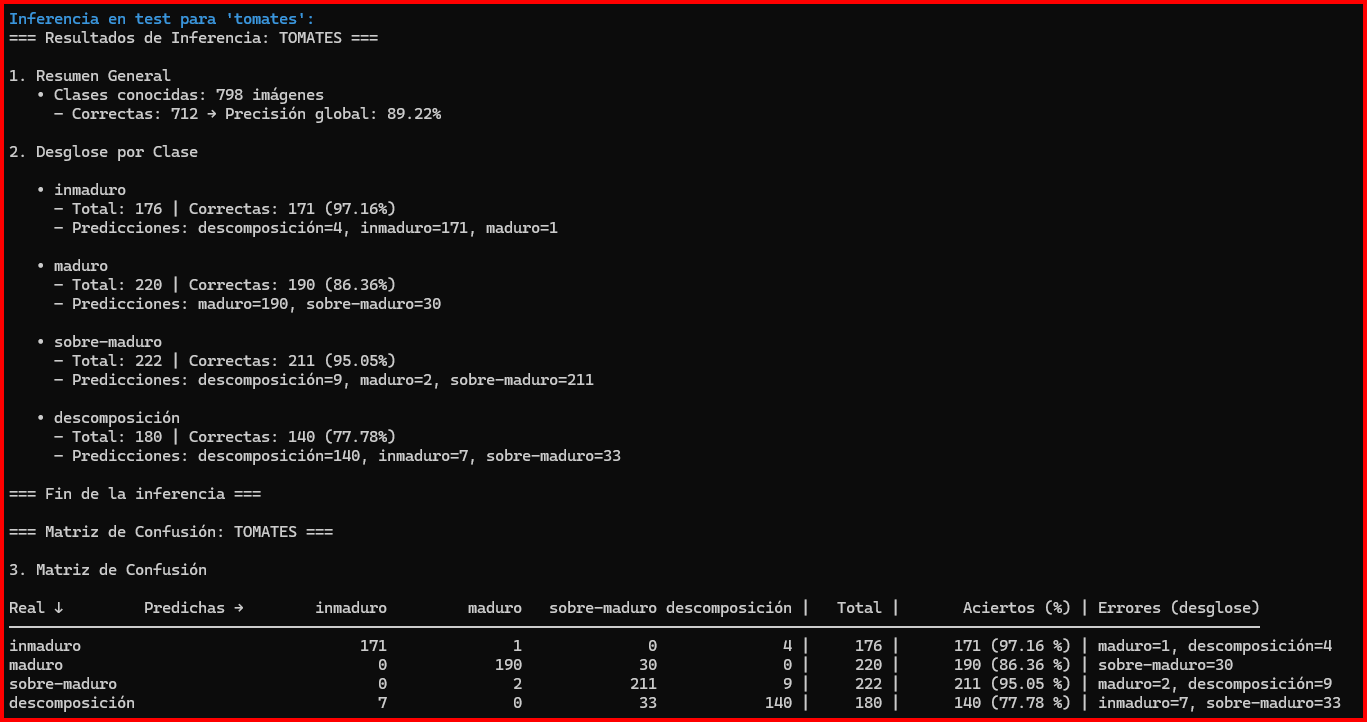 Inferencia en test para 'tomates':
=== Resultados de Inferencia: TOMATES ===
1. Resumen General
• Clases conocidas: 798 imágenes
– Correctas: 712 → Precisión global: 89.22%
2. Desglose por Clase
• inmaduro
– Total: 176 | Correctas: 171 (97.16%)
– Predicciones: descomposición=4, inmaduro=171, maduro=1
• maduro
– Total: 220 | Correctas: 190 (86.36%)
– Predicciones: maduro=190, sobre-maduro=30
• sobre-maduro
– Total: 222 | Correctas: 211 (95.05%)
– Predicciones: descomposición=9, maduro=2, sobre-maduro=211
• descomposición
– Total: 180 | Correctas: 140 (77.78%)
– Predicciones: descomposición=140, inmaduro=7, sobre-maduro=33
=== Fin de la inferencia ===
=== Matriz de Confusión: TOMATES ===
3. Matriz de Confusión
Real ↓ Predichas → inmaduro maduro sobre-maduro descomposición | Total | Aciertos (%) | Errores (desglose)
inmaduro 171 1 0 4 | 176 | 171 (97.16 %) | maduro=1, descomposición=4
maduro 0 190 30 0 | 220 | 190 (86.36 %) | sobre-maduro=30
sobre-maduro 0 2 211 9 | 222 | 211 (95.05 %) | maduro=2, descomposición=9
descomposición 7 0 33 140 | 180 | 140 (77.78 %) | inmaduro=7, sobre-maduro=33